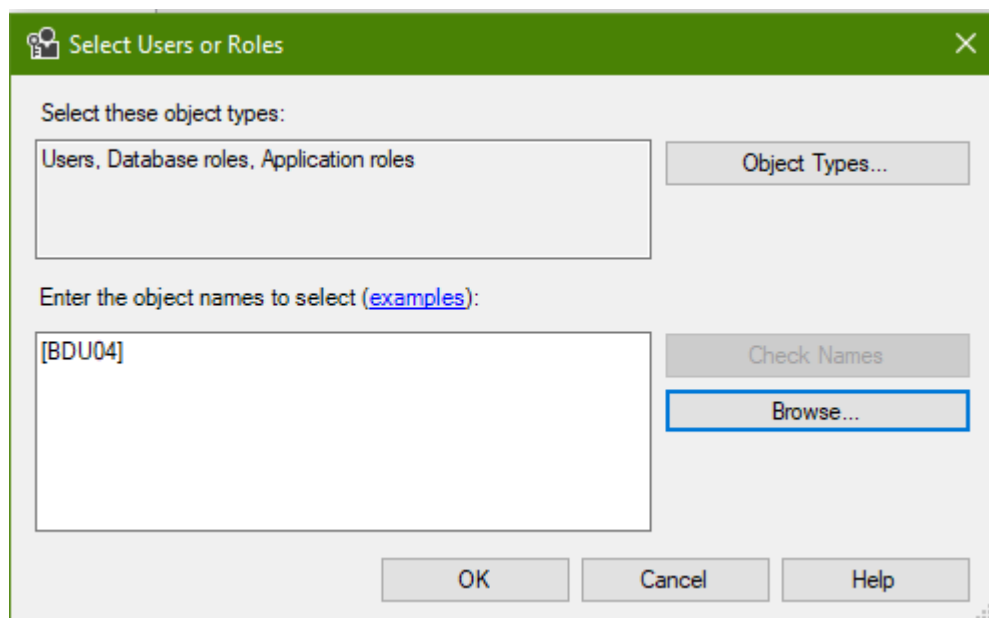 Select Users or Roles
Select these object types:
Users, Database roles, Application roles
Object Types...
Enter the object names to select (examples):
[BDU04]
Check Names
Browse...
OK
Cancel
Help